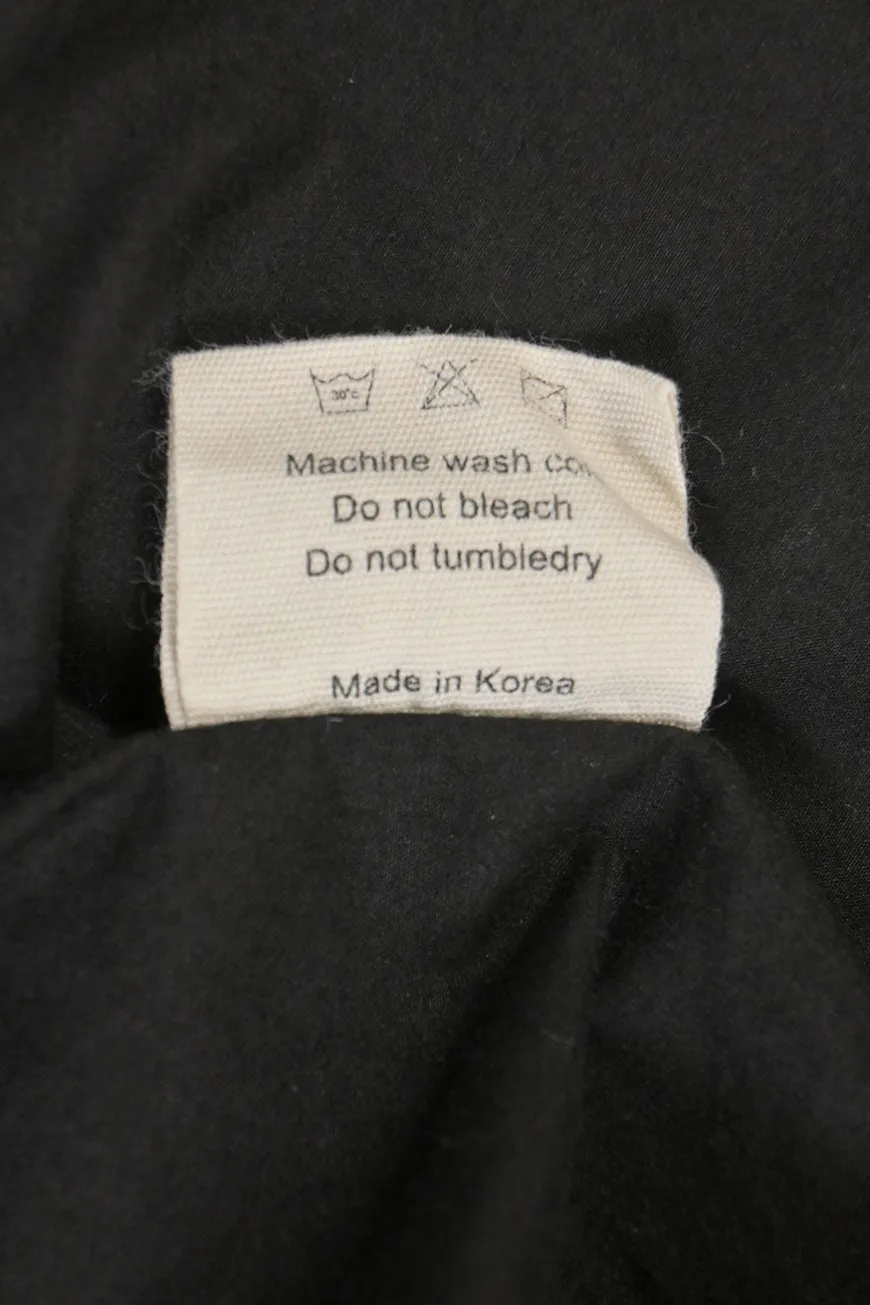 30°c
Machine wash
Do not bleach
Do not tumbledry
Made in Korea